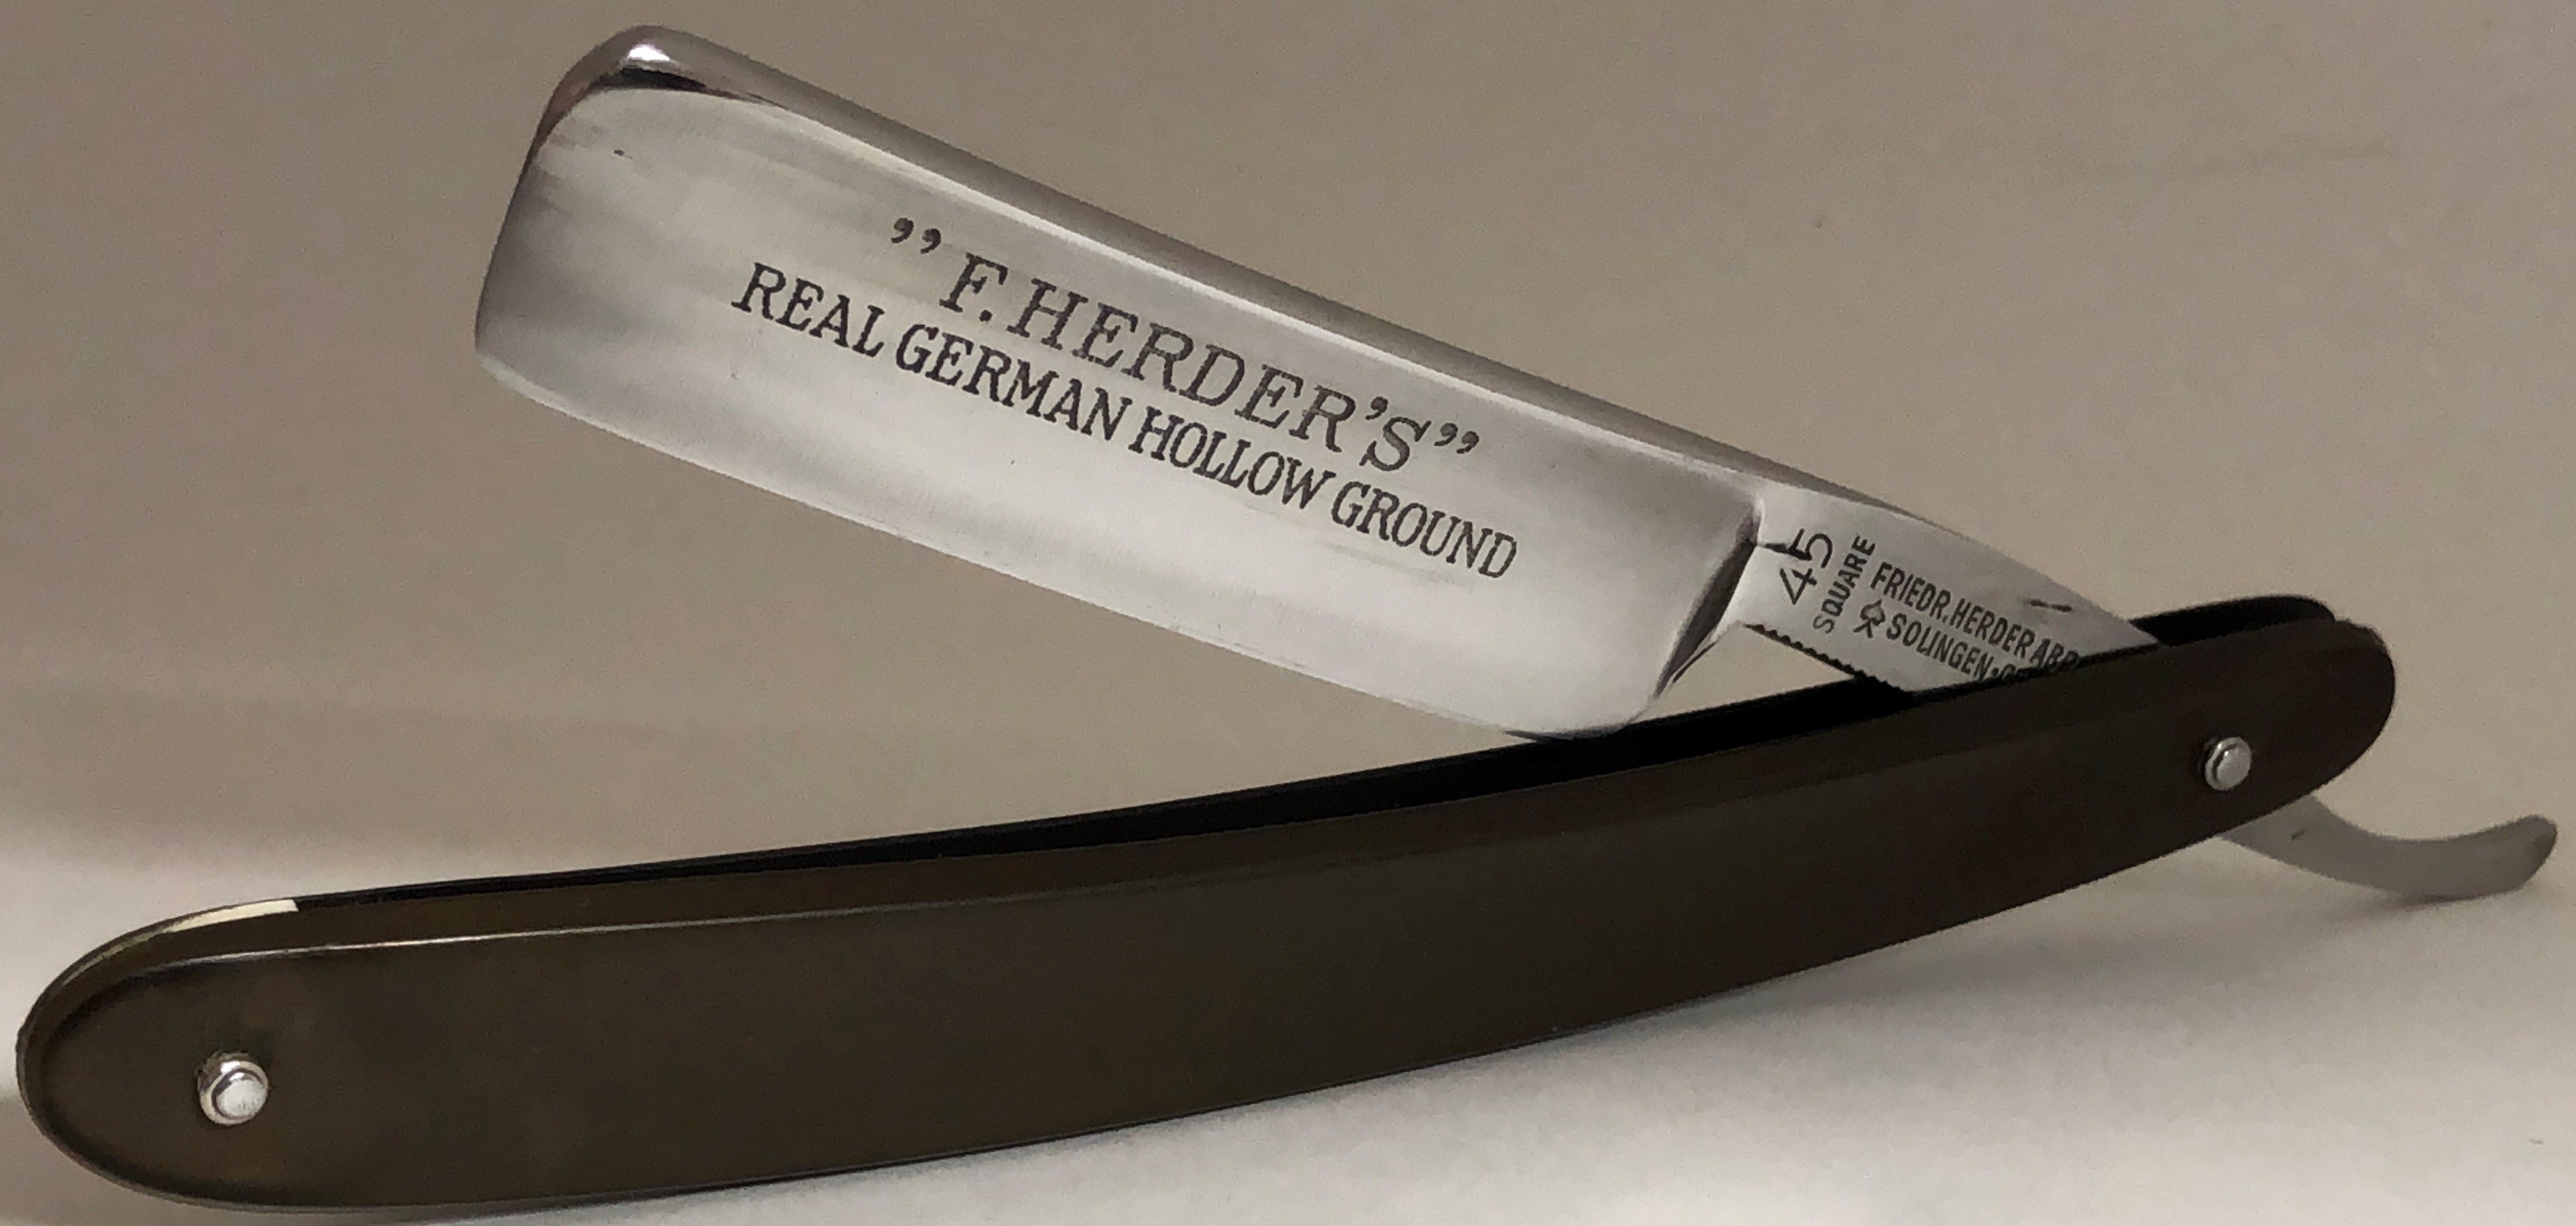 ”F.HERDER’S”
REAL GERMAN HOLLOW GROUND
45
SQUARE
FRIEDR.HERDER
SOLINGEN